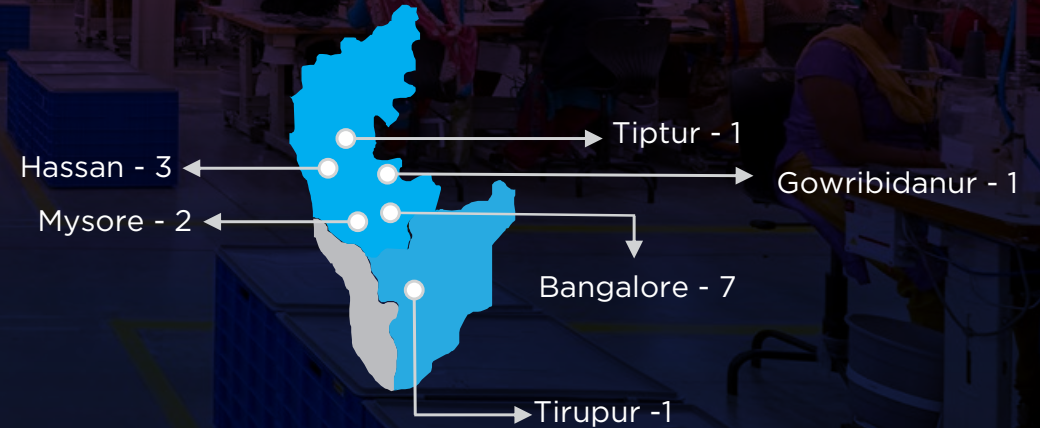 Tiptur - 1
Hassan - 3
Gowribidanur - 1
Mysore - 2
Bangalore - 7
Tirupur -1